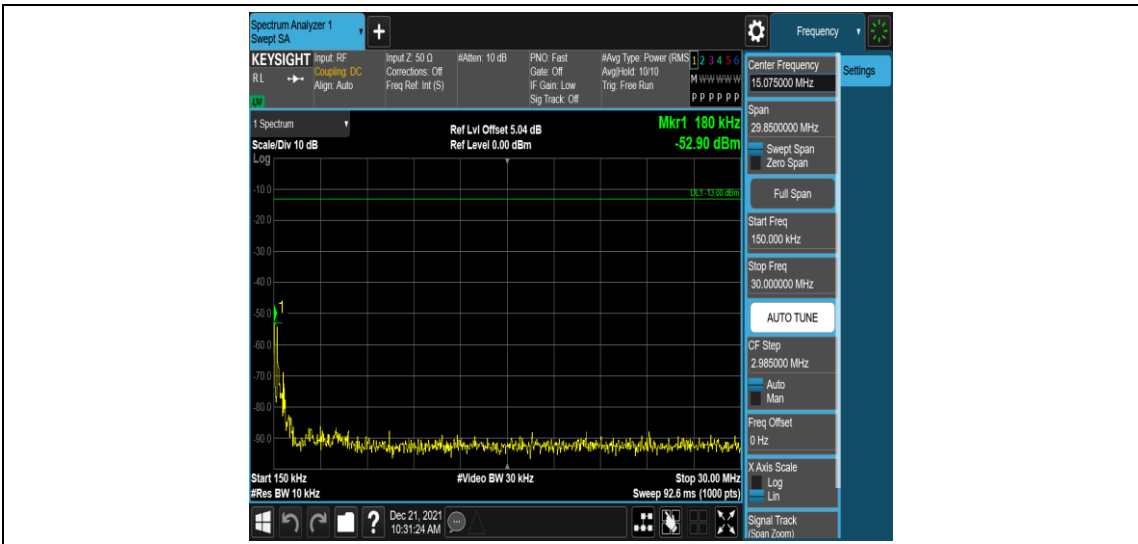 Spectrum Analyzer 1
Swept SA
+
Frequency
KEYSIGHT
RL
LXI
Input: RF
Coupling: DC
Align: Auto
Input Z: 50 Ω
Corrections: Off
Freq Ref: Int (S)
#Atten: 10 dB
PNO: Fast
Gate: Off
IF Gain: Low
Sig Track: Off
#Avg Type: Power (RMS
Avg|Hold: 10/10
Trig: Free Run
1 2 3 4 5 6
M W W W W W
P P P P P P
1 Spectrum
Scale/Div 10 dB
Log
Ref Lvl Offset 5.04 dB
Ref Level 0.00 dBm
Mkr1 180 kHz
-52.90 dBm
DL1 -13.00 dBm
-10.0
-20.0
-30.0
-40.0
-50.0
1
-60.0
-70.0
-80.0
-90.0
Start 150 kHz
#Res BW 10 kHz
#Video BW 30 kHz
Stop 30.00 MHz
Sweep 92.6 ms (1000 pts)
?
Dec 21, 2021
10:31:24 AM
Center Frequency
15.075000 MHz
Settings
Span
29.8500000 MHz
Swept Span
Zero Span
Full Span
Start Freq
150.000 kHz
Stop Freq
30.000000 MHz
AUTO TUNE
CF Step
2.985000 MHz
Auto
Man
Freq Offset
0 Hz
X Axis Scale
Log
Lin
Signal Track
(Span Zoom)